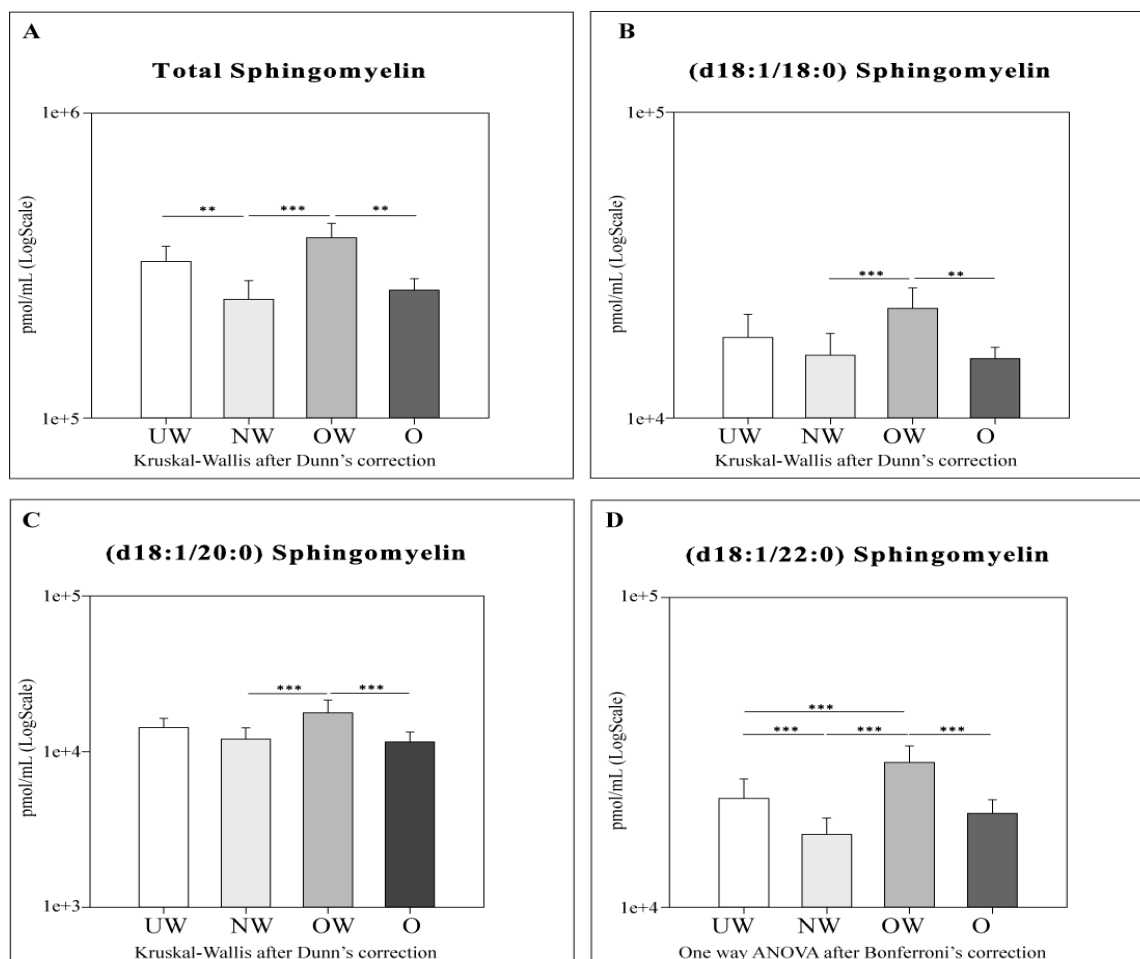 A
Total Sphingomyelin
1e+6
pmol/mL (LogScale)
** *** **
1e+5
UW NW OW O
Kruskal-Wallis after Dunn's correction
B
(d18:1/18:0) Sphingomyelin
1e+5
pmol/mL (LogScale)
*** **
1e+4
UW NW OW O
Kruskal-Wallis after Dunn's correction
C
(d18:1/20:0) Sphingomyelin
1e+5
pmol/mL (LogScale)
*** ***
1e+4
1e+3
UW NW OW O
Kruskal-Wallis after Dunn's correction
D
(d18:1/22:0) Sphingomyelin
1e+5
pmol/mL (LogScale)
***
*** *** ***
1e+4
UW NW OW O
One way ANOVA after Bonferroni's correction